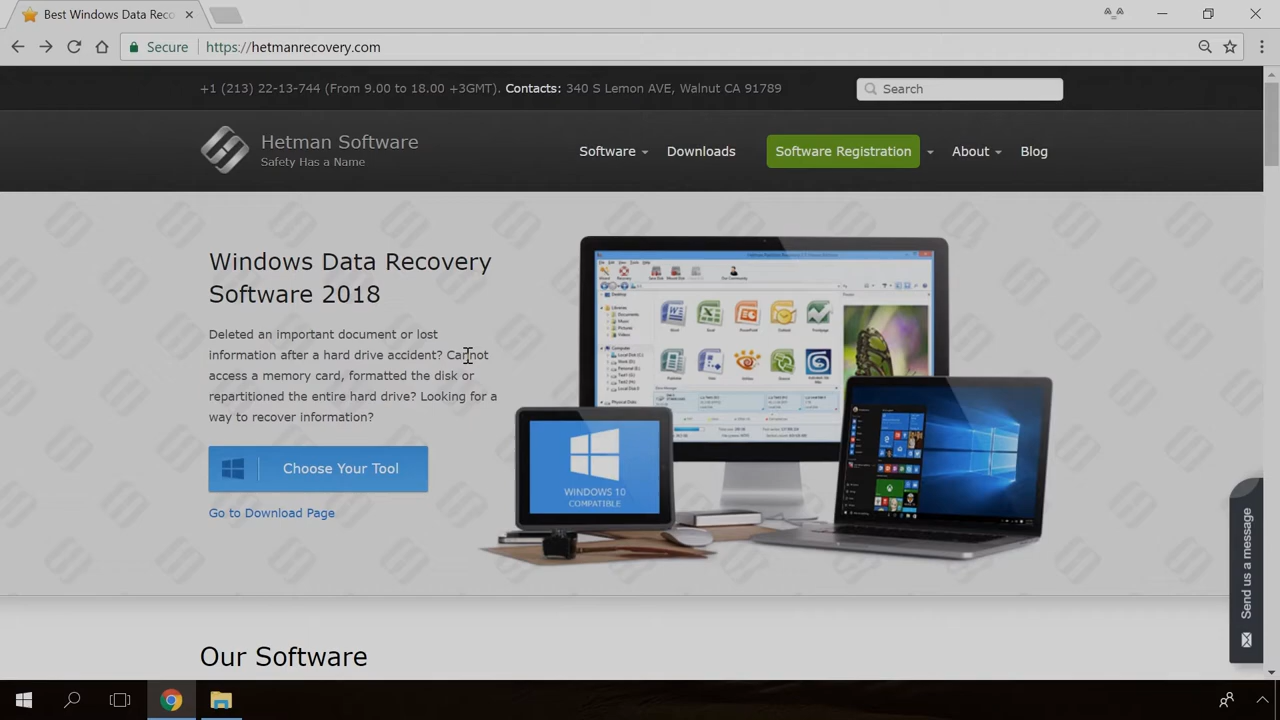 Best Windows Data Reco
Secure
https://hetmanrecovery.com
+1 (213) 22-13-744 (From 9.00 to 18.00 +3GMT). Contacts: 340 S Lemon AVE, Walnut CA 91789
Search
Hetman Software
Safety Has a Name
Software
Downloads
Software Registration
About
Blog
Windows Data Recovery
Software 2018
Deleted an important document or lost
information after a hard drive accident? Cannot
access a memory card, formatted the disk or
repartitioned the entire hard drive? Looking for a
way to recover information?
Choose Your Tool
Go to Download Page
WINDOWS 10
COMPATIBLE
Send us a message
Our Software